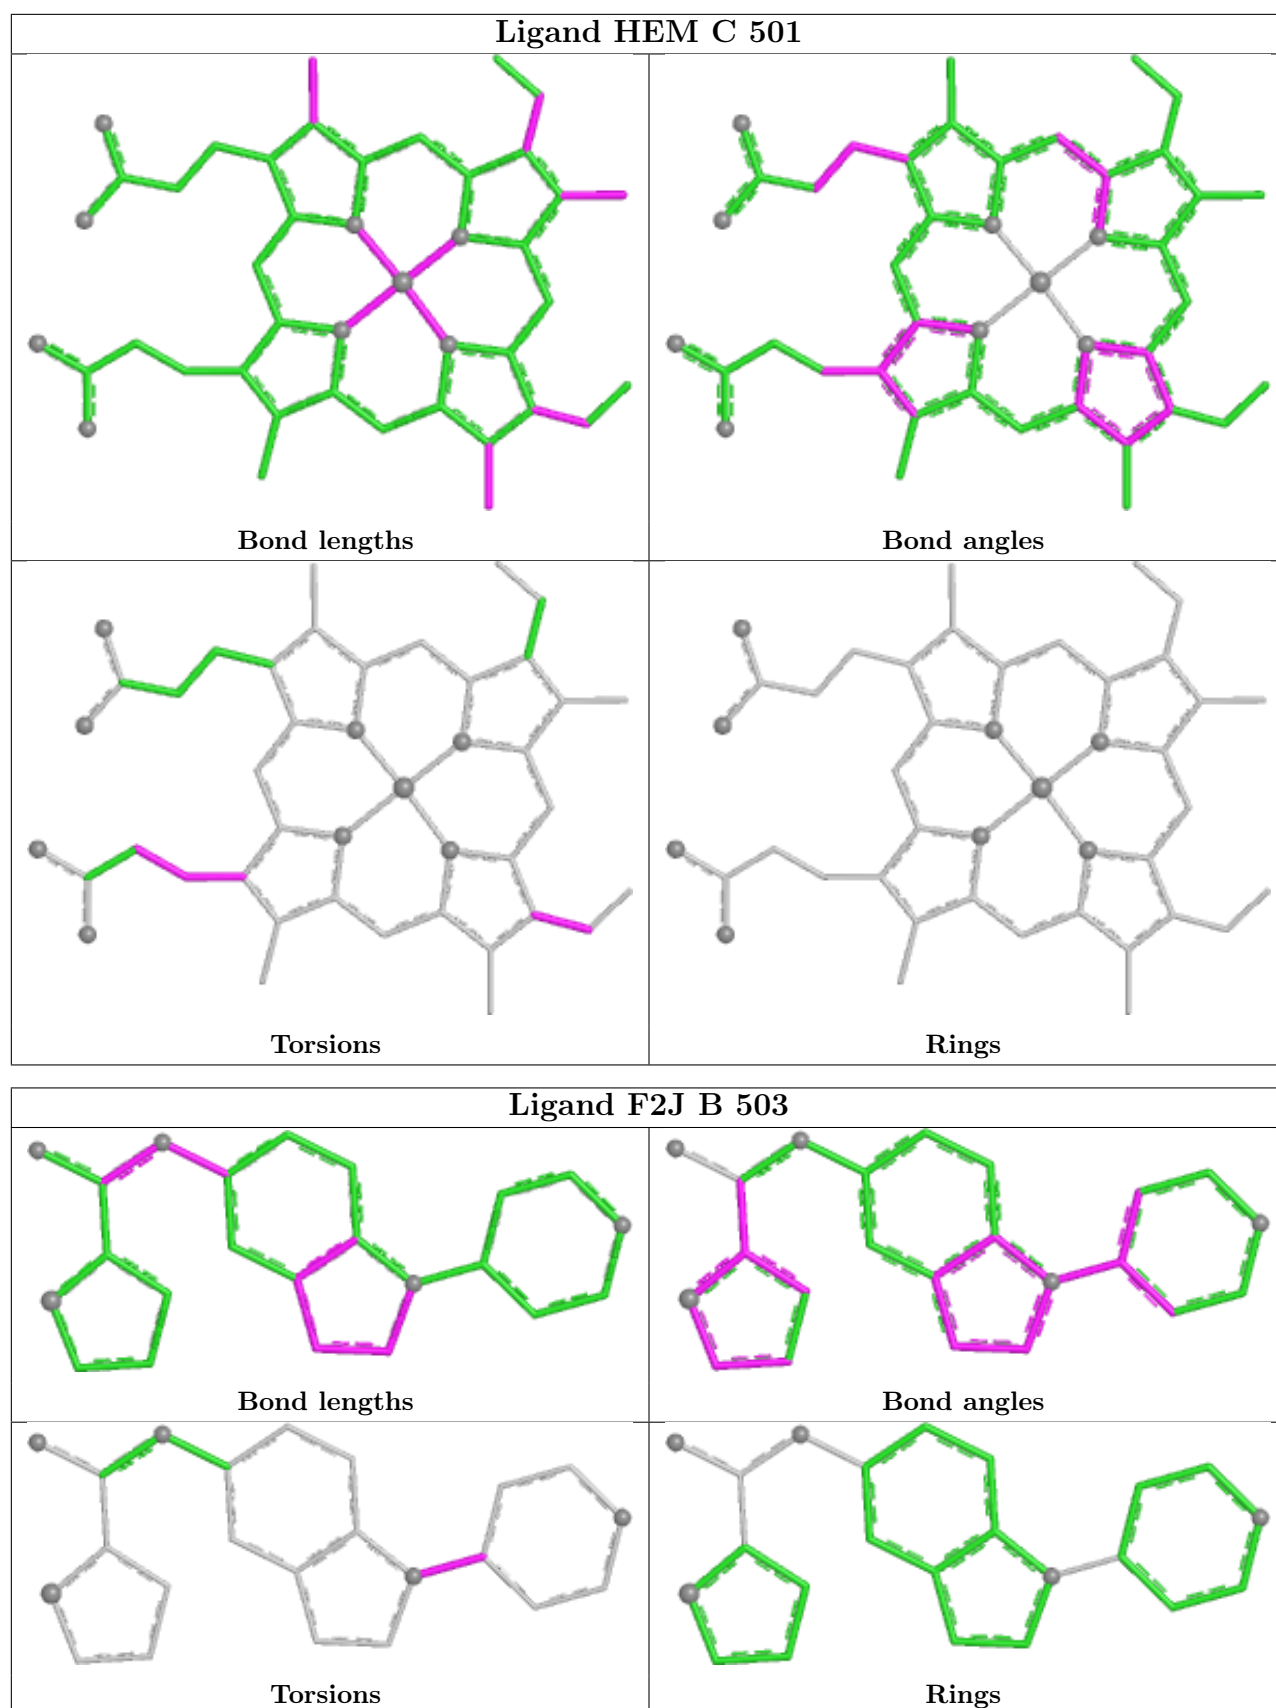 Ligand HEM C 501
Bond lengths
Bond angles
Torsions
Rings
Ligand F2J B 503
Bond lengths
Bond angles
Torsions
Rings